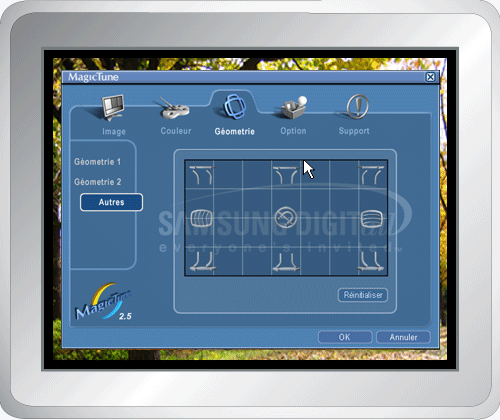 MagicTune
Image
Couleur
Géometrie
Option
Support
Géometrie 1
Géometrie 2
Autres
SAMSUNG DIGITall
everyone's invited™
MagicTune
2.5
Réinitialiser
OK
Annuler